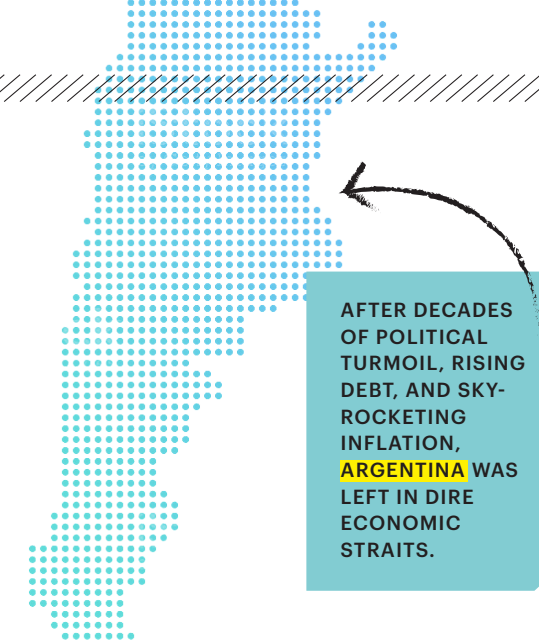 AFTER DECADES
OF POLITICAL
TURMOIL, RISING
DEBT, AND SKY-
ROCKETING
INFLATION,
ARGENTINA WAS
LEFT IN DIRE
ECONOMIC
STRAITS.